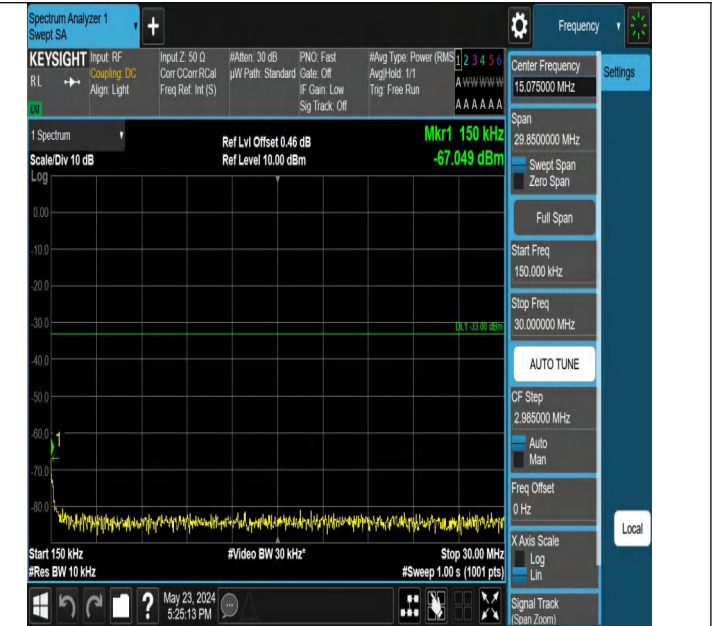 Spectrum Analyzer 1
Swept SA
+
Frequency
KEYSIGHT
RL
LXI
Input: RF
Coupling: DC
Align: Light
Input Z: 50 Ω
Corr CCorr RCal
Freq Ref: Int (S)
#Atten: 30 dB
µW Path: Standard
PNO: Fast
Gate: Off
IF Gain: Low
Sig Track: Off
#Avg Type: Power (RMS
Avg|Hold: 1/1
Trig: Free Run
1 2 3 4 5 6
A W W W W W
A A A A A A
1 Spectrum
Scale/Div 10 dB
Log
Ref Lvl Offset 0.46 dB
Ref Level 10.00 dBm
Mkr1 150 kHz
-67.049 dBm
0.00
-10.0
-20.0
-30.0
-40.0
-50.0
-60.0
-70.0
-80.0
DL1 -33.00 dBm
1
Start 150 kHz
#Res BW 10 kHz
#Video BW 30 kHz*
Stop 30.00 MHz
#Sweep 1.00 s (1001 pts)
?
May 23, 2024
5:25:13 PM
Center Frequency
15.075000 MHz
Settings
Span
29.8500000 MHz
Swept Span
Zero Span
Full Span
Start Freq
150.000 kHz
Stop Freq
30.000000 MHz
AUTO TUNE
CF Step
2.985000 MHz
Auto
Man
Freq Offset
0 Hz
X Axis Scale
Log
Lin
Signal Track
(Span Zoom)
Local